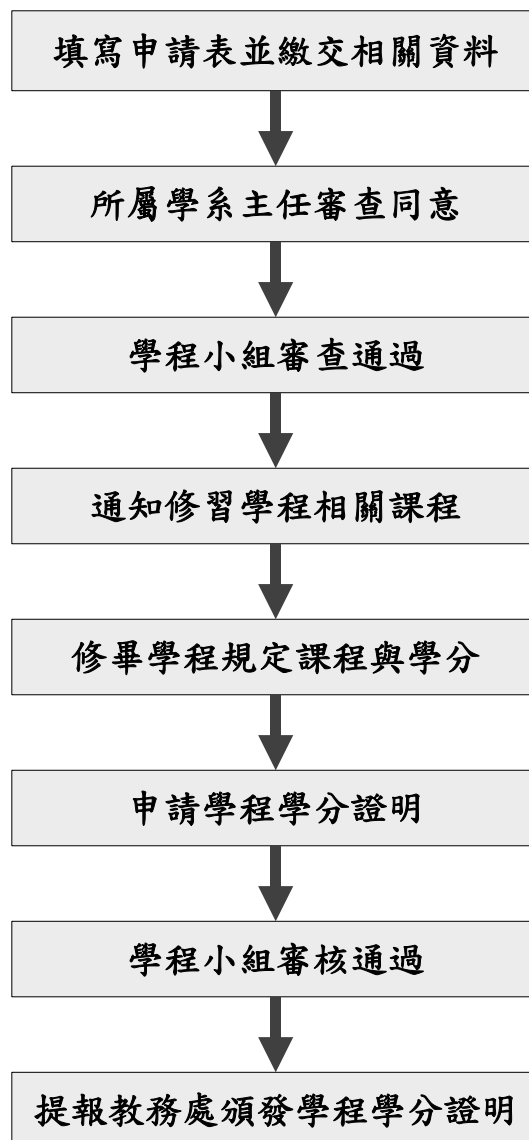 填寫申請表並繳交相關資料
所屬學系主任審查同意
學程小組審查通過
通知修習學程相關課程
修畢學程規定課程與學分
申請學程學分證明
學程小組審核通過
提報教務處頒發學程學分證明